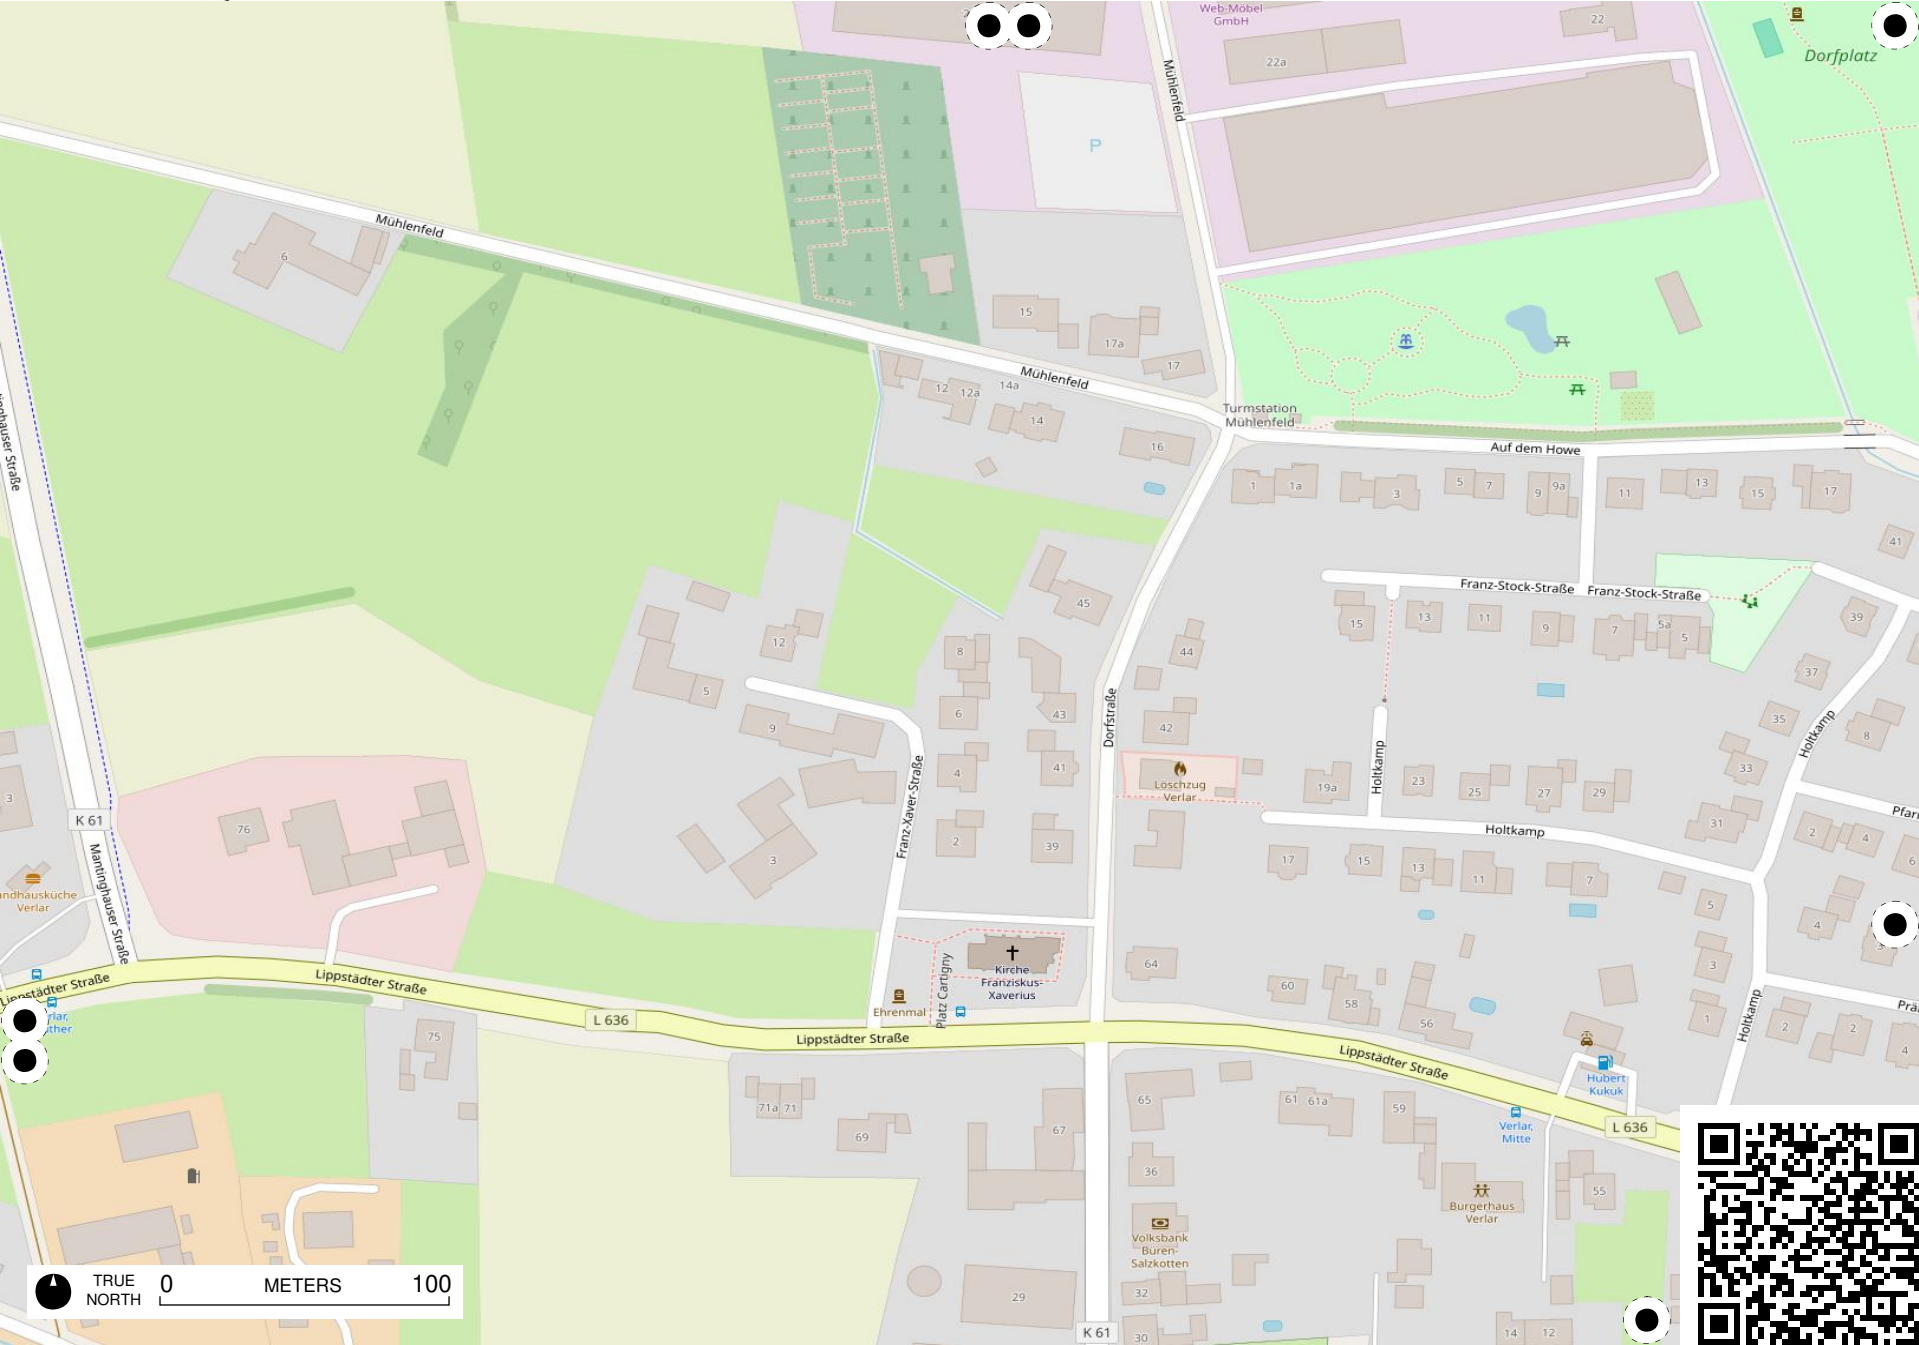 Web-Möbel
GmbH
22
Dorfplatz
22a
Mühlenfeld
P
Mühlenfeld
6
15
17a
17
Mühlenfeld
12
12a
14a
14
16
Turmstation
Mühlenfeld
Auf dem Howe
1
1a
3
5
7
9
9a
11
13
15
17
41
Franz-Stock-Straße
Franz-Stock-Straße
45
15
13
11
9
7
5a
5
39
12
8
44
37
5
6
43
42
Dorfstraße
35
8
9
Holtkamp
33
4
41
Löschzug
Verlar
19a
Holtkamp
23
25
27
29
31
3
K 61
76
Franz-Xaver-Straße
2
39
Holtkamp
2
4
6
3
17
15
13
11
7
5
4
Verlar
Mantinghauser Straße
Kirche
Franziskus-
Xaverius
Platz Cartigny
Ehrenmal
64
60
58
56
3
1
2
2
4
Holtkamp
Lippstädter Straße
L 636
Lippstädter Straße
Lippstädter Straße
75
Hubert
Kukuk
Verlar,
Mitte
L 636
71a
71
69
67
65
61
61a
59
36
55
Bürgerhaus
Verlar
Volksbank
Büren-
Salzkotten
29
32
30
14
12
K 61
TRUE
NORTH
0
METERS
100